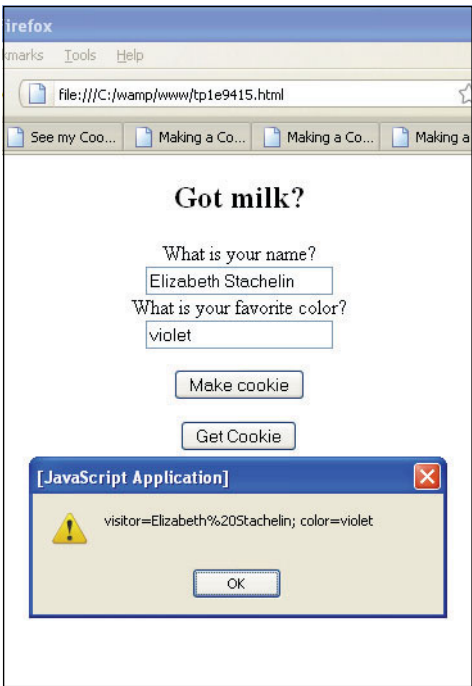 irefox
kmarks Tools Help
file:///C:/wamp/www/tp1e9415.html
See my Coo... Making a Co... Making a Co... Making a
Got milk?
What is your name?
Elizabeth Stachelin
What is your favorite color?
violet
Make cookie
Get Cookie
[JavaScript Application]
visitor=Elizabeth%20Stachelin; color=violet
OK